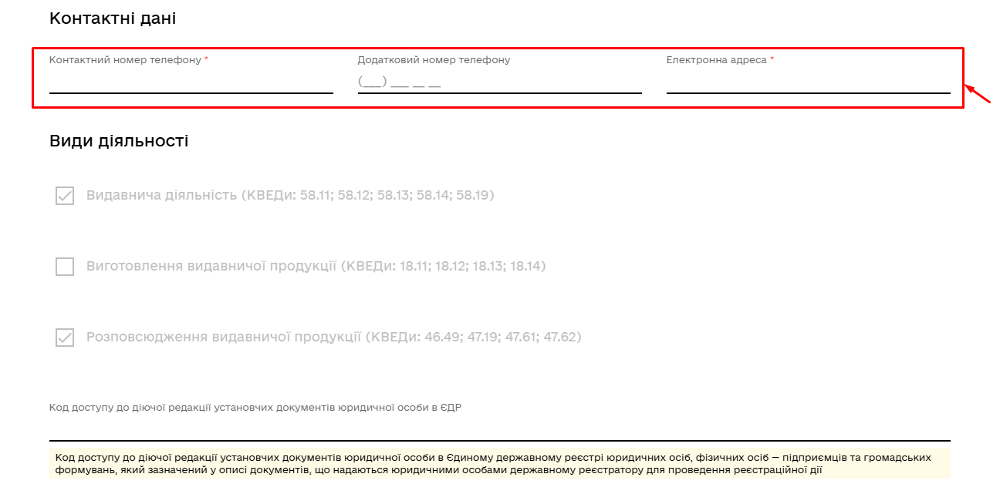 Контактні дані
Контактний номер телефону *
Додатковий номер телефону
Електронна адреса *
(___) ___ __ __
Види діяльності
Видавнича діяльність (КВЕДи: 58.11; 58.12; 58.13; 58.14; 58.19)
Виготовлення видавничої продукції (КВЕДи: 18.11; 18.12; 18.13; 18.14)
Розповсюдження видавничої продукції (КВЕДи: 46.49; 47.19; 47.61; 47.62)
Код доступу до діючої редакції установчих документів юридичної особи в ЄДР
Код доступу до діючої редакції установчих документів юридичної особи в Єдиному державному реєстрі юридичних осіб, фізичних осіб — підприємців та громадських
формувань, який зазначений у описі документів, що надаються юридичними особами державному реєстратору для проведення реєстраційної дії